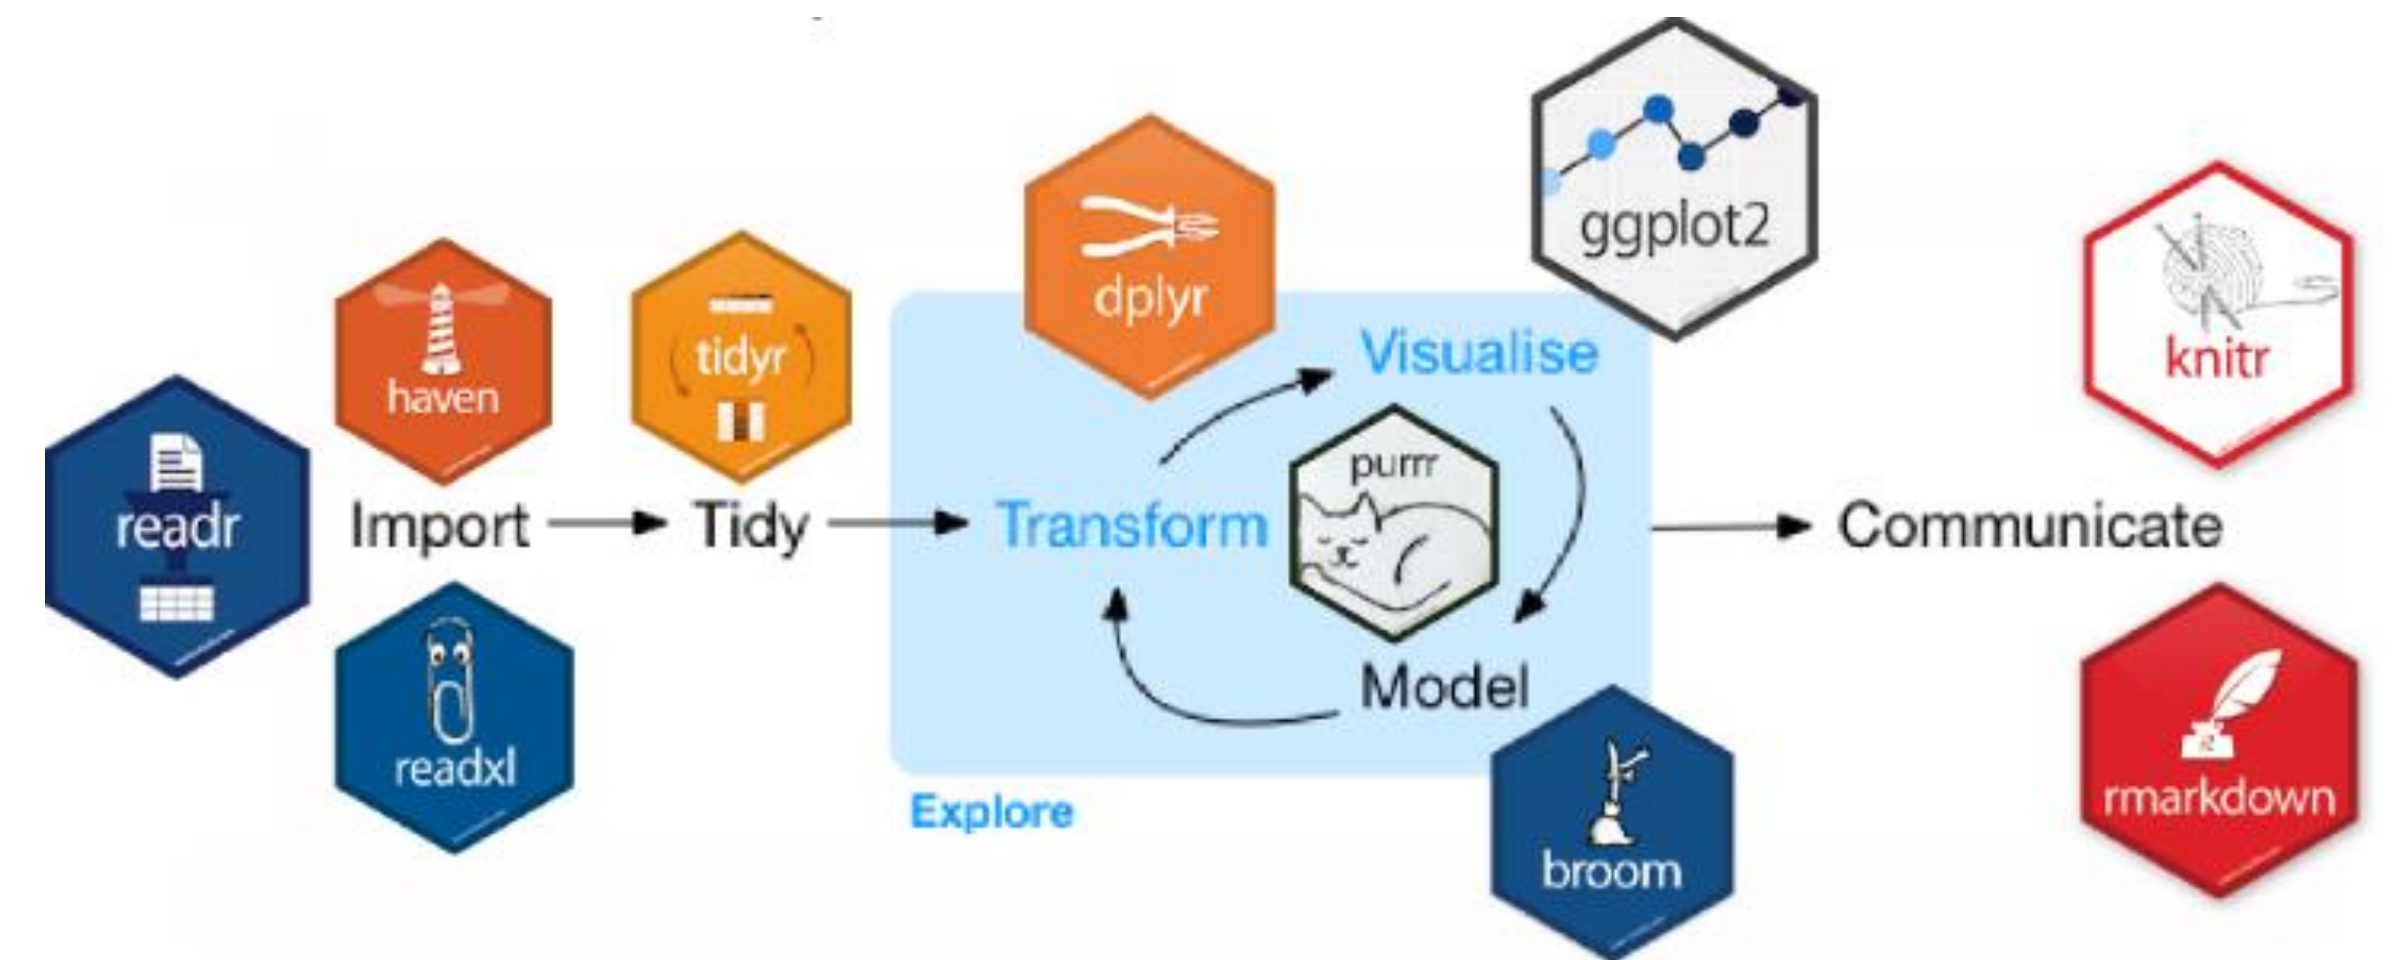 ggplot2
dplyr
haven
tidyr
Visualise
knitr
purrr
readr
Import
Tidy
Transform
Communicate
Model
readxl
Explore
broom
rmarkdown